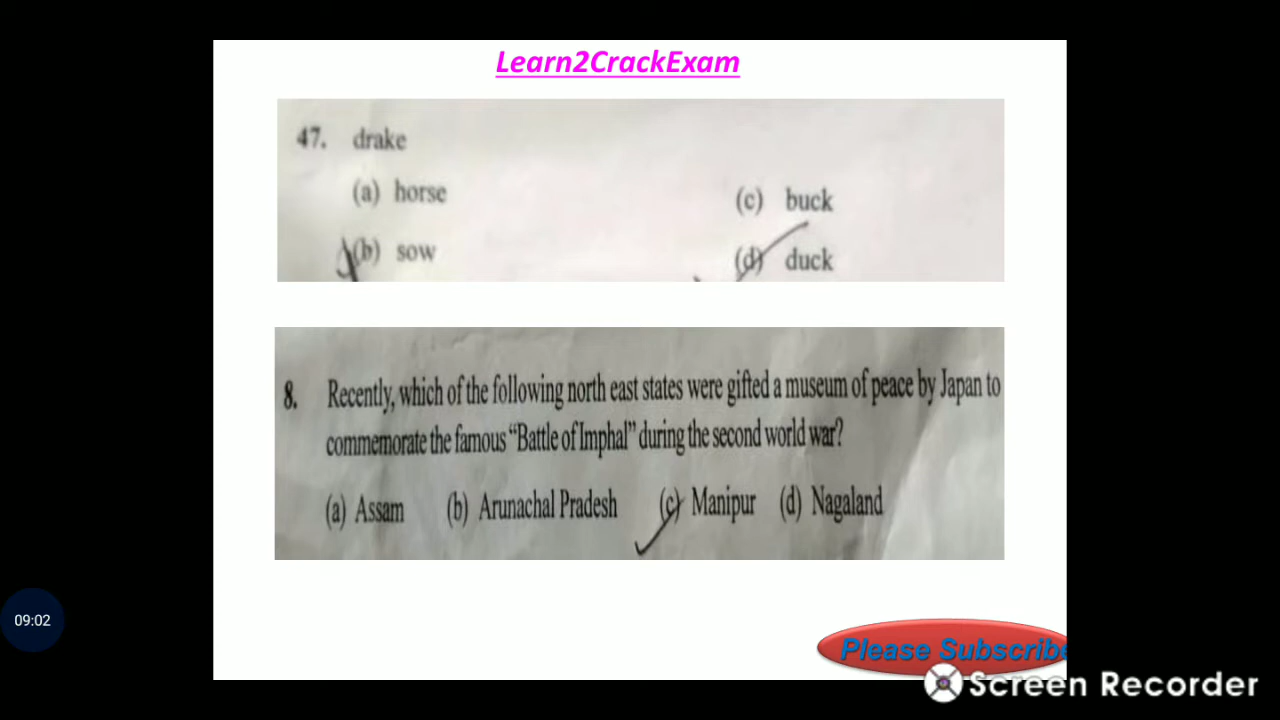 Learn2CrackExam
47. drake
(a) horse
(c) buck
(b) sow
(d) duck
8. Recently, which of the following north east states were gifted a museum of peace by Japan to
commemorate the famous “Battle of Imphal” during the second world war?
(a) Assam (b) Arunachal Pradesh (c) Manipur (d) Nagaland
09:02
Please Subscribe
Screen Recorder